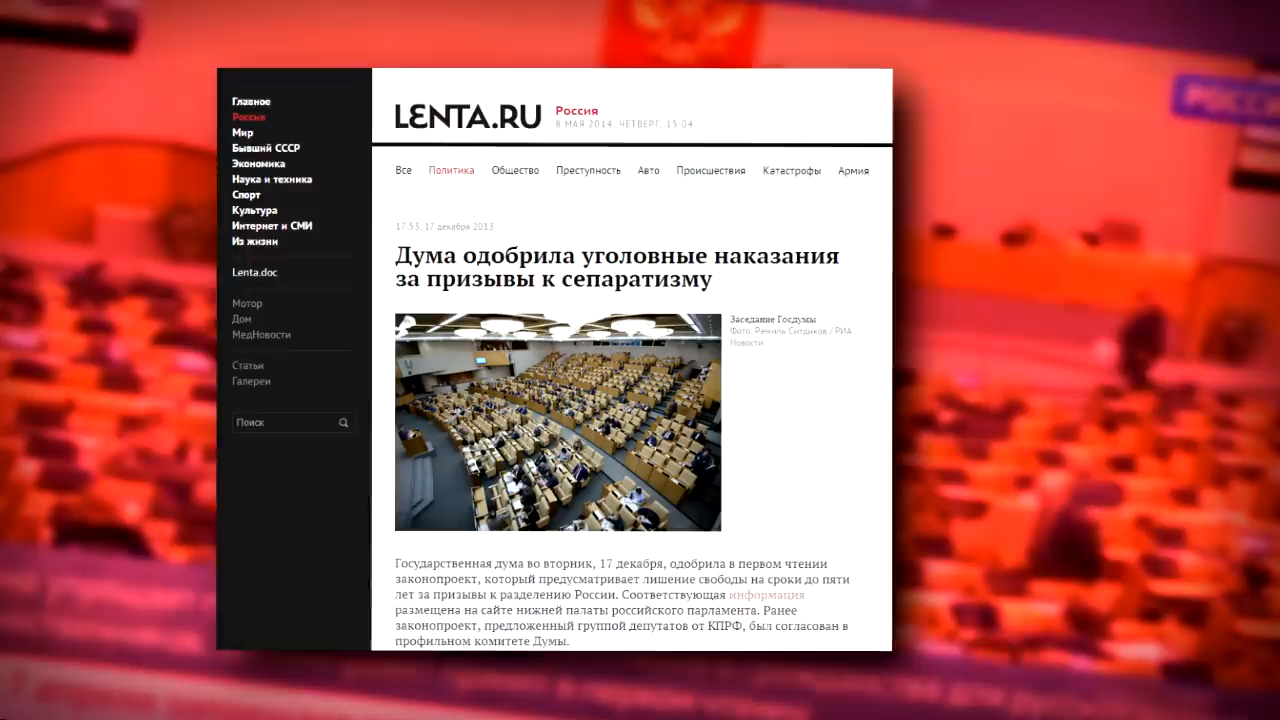 Главное
Россия
Мир
Бывший СССР
Экономика
Наука и техника
Спорт
Культура
Интернет и СМИ
Из жизни
Lenta.doc
Мотор
Дом
МедНовости
Статьи
Галереи
Поиск
LENTA.RU
Россия
8 МАЯ 2014, ЧЕТВЕРГ, 15:04
Все Политика Общество Преступность Авто Происшествия Катастрофы Армия
17:53, 17 декабря 2013
Дума одобрила уголовные наказания
за призывы к сепаратизму
Заседание Госдумы
Фото: Рамиль Ситдиков / РИА
Новости
Государственная дума во вторник, 17 декабря, одобрила в первом чтении
законопроект, который предусматривает лишение свободы на сроки до пяти
лет за призывы к разделению России. Соответствующая информация
размещена на сайте нижней палаты российского парламента. Ранее
законопроект, предложенный группой депутатов от КПРФ, был согласован в
профильном комитете Думы.